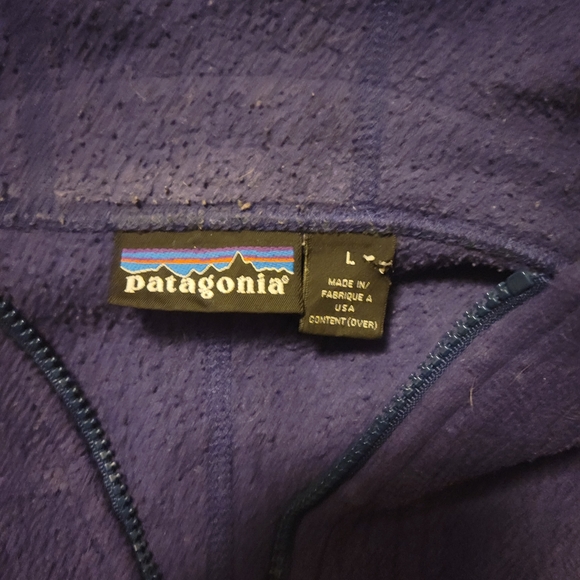 patagonia®
L
MADE IN/
FABRIQUE A
USA
CONTENT (OVER)